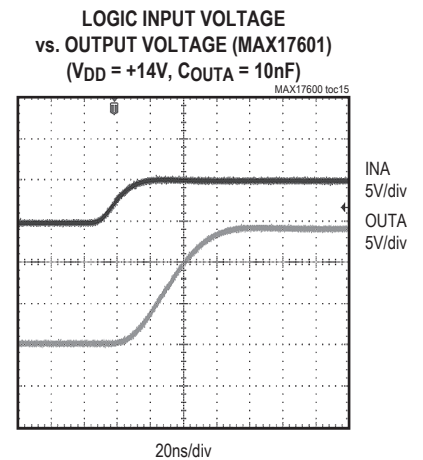 LOGIC INPUT VOLTAGE
vs. OUTPUT VOLTAGE (MAX17601)
(VDD = +14V, COUTA = 10nF)
MAX17600 toc15
INA
5V/div
OUTA
5V/div
20ns/div